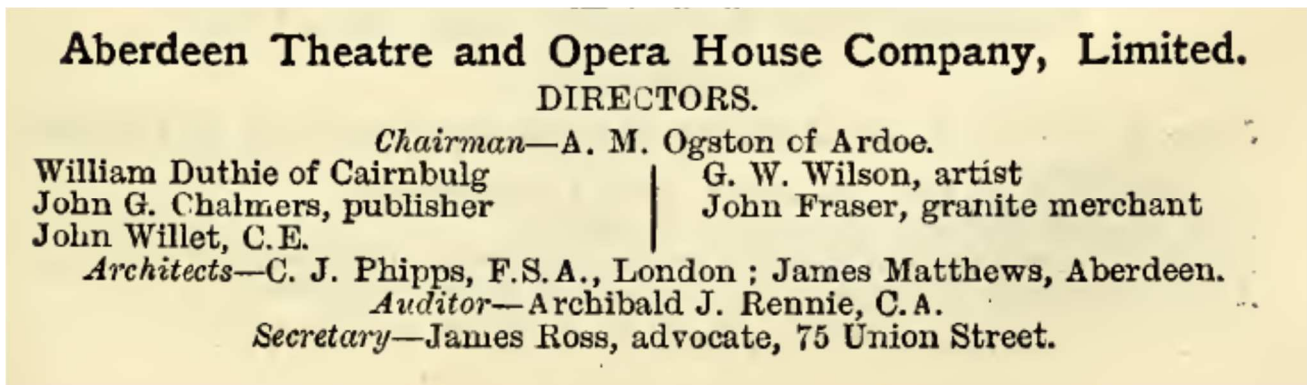 Aberdeen Theatre and Opera House Company, Limited.
DIRECTORS.
Chairman—A. M. Ogston of Ardoe.
William Duthie of Cairnbulg
John G. Chalmers, publisher
John Willet, C.E.
G. W. Wilson, artist
John Fraser, granite merchant
Architects—C. J. Phipps, F.S.A., London ; James Matthews, Aberdeen.
Auditor—Archibald J. Rennie, C.A.
Secretary—James Ross, advocate, 75 Union Street.